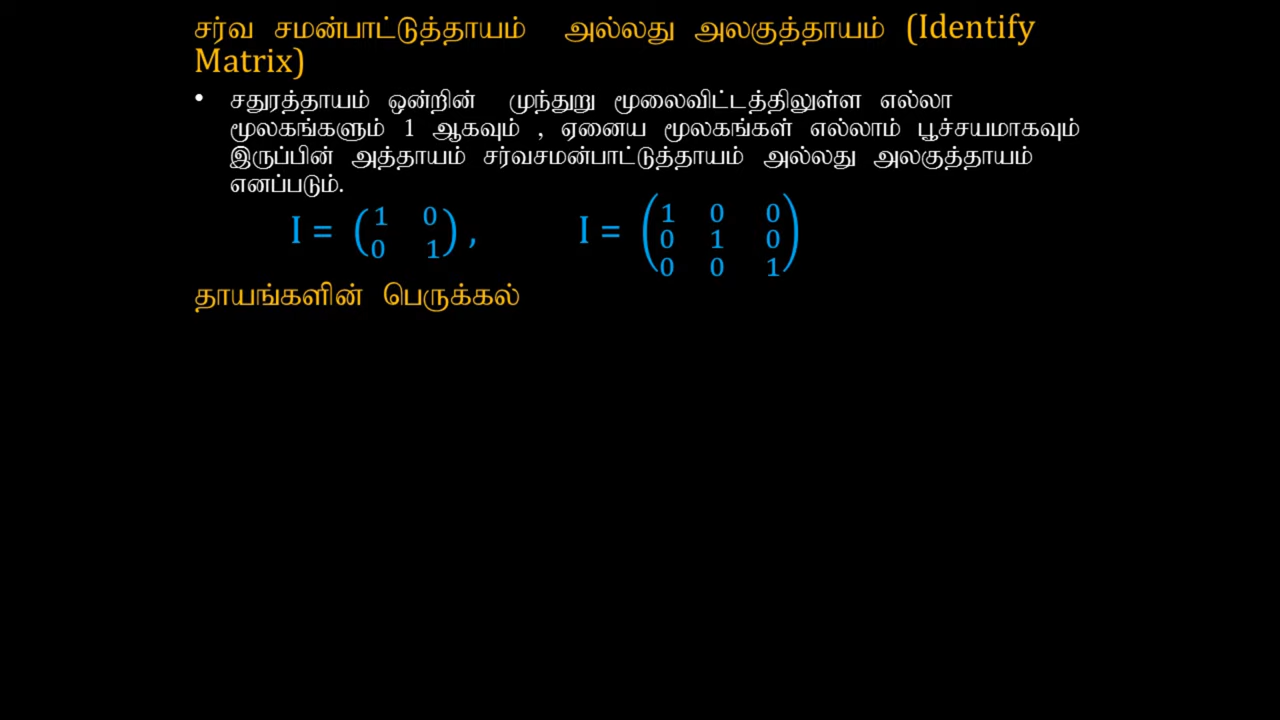 சர்வ சமன்பாட்டுத்தாயம் அல்லது அலகுத்தாயம் (Identify
Matrix)
• சதுரத்தாயம் ஒன்றின் முந்துறு மூலைவிட்டத்திலுள்ள எல்லா
மூலகங்களும் 1 ஆகவும் , ஏனைய மூலகங்கள் எல்லாம் பூச்சயமாகவும்
இருப்பின் அத்தாயம் சர்வசமன்பாட்டுத்தாயம் அல்லது அலகுத்தாயம்
எனப்படும்.
I = (1 0
0 1) , I = (1 0 0
0 1 0
0 0 1)
தாயங்களின் பெருக்கல்